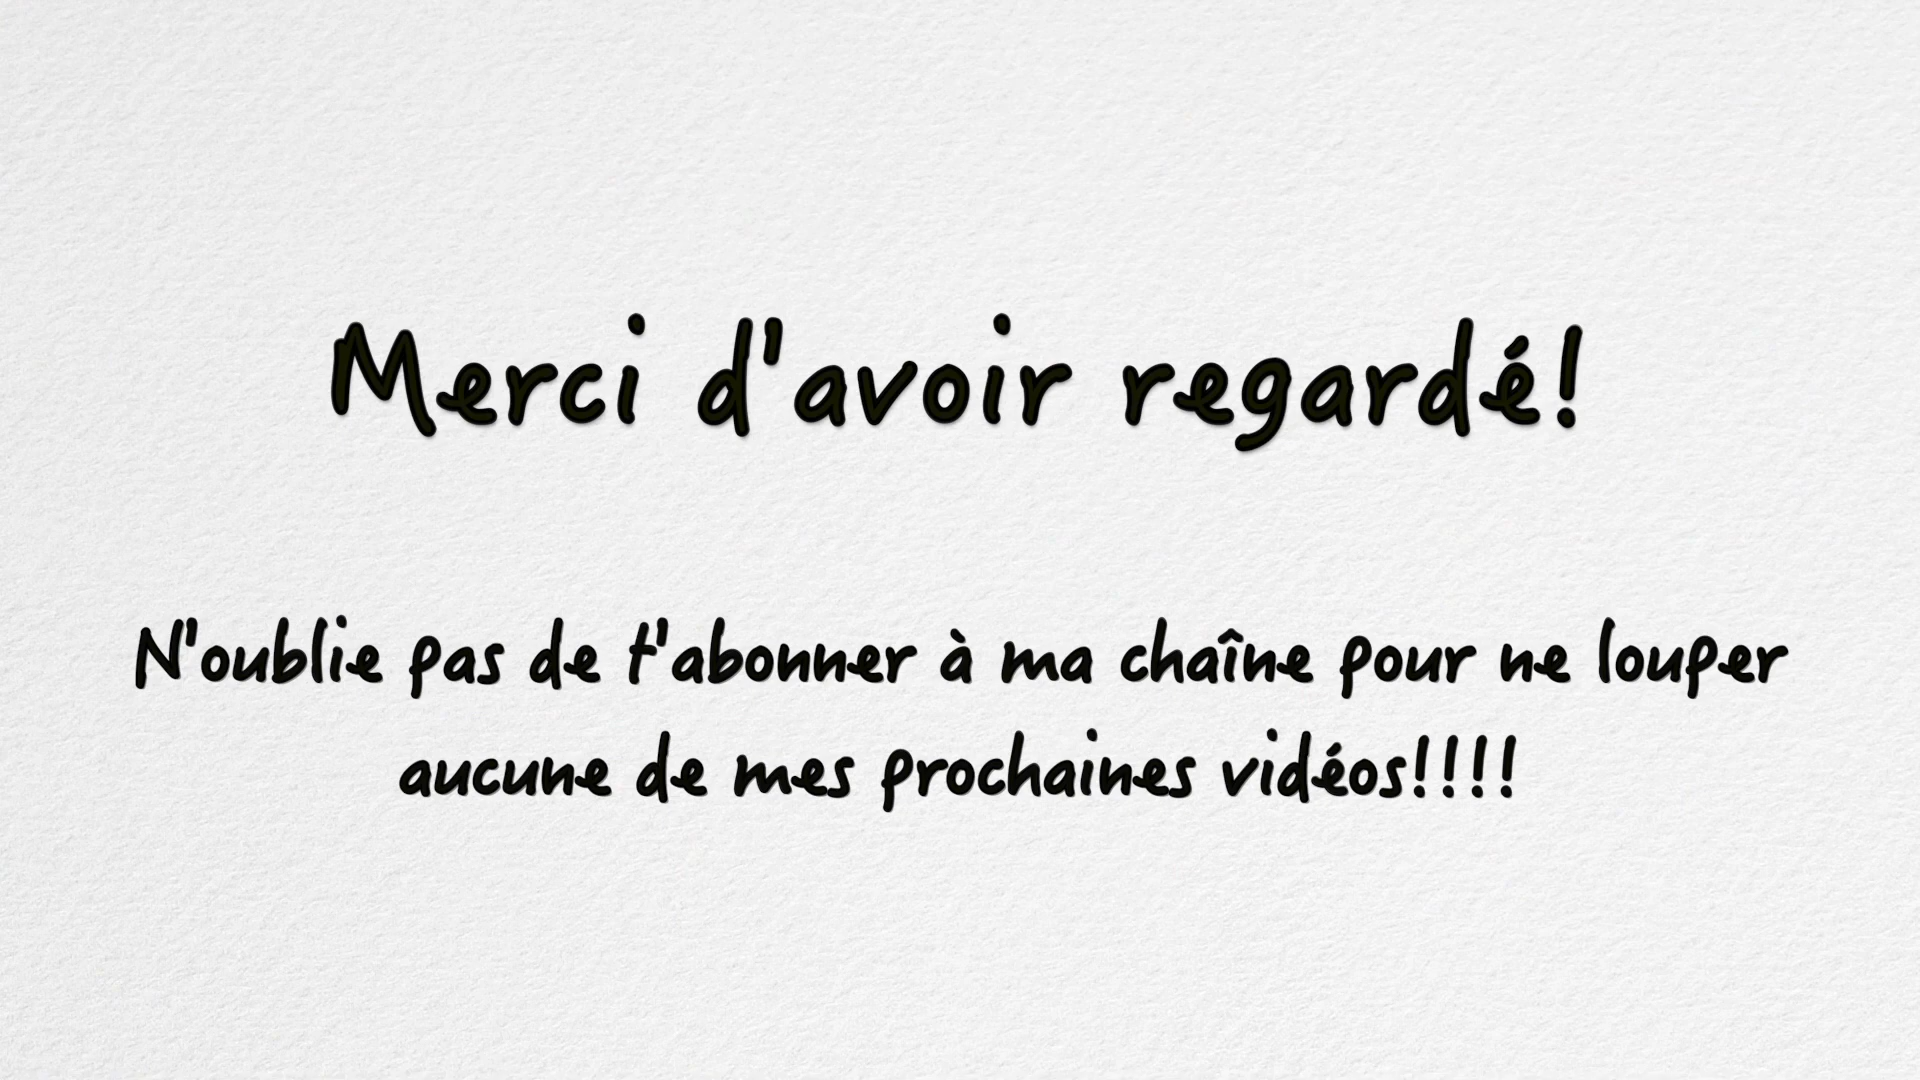 Merci d'avoir regardé!
N'oublie pas de t'abonner à ma chaîne pour ne louper
aucune de mes prochaines vidéos!!!!